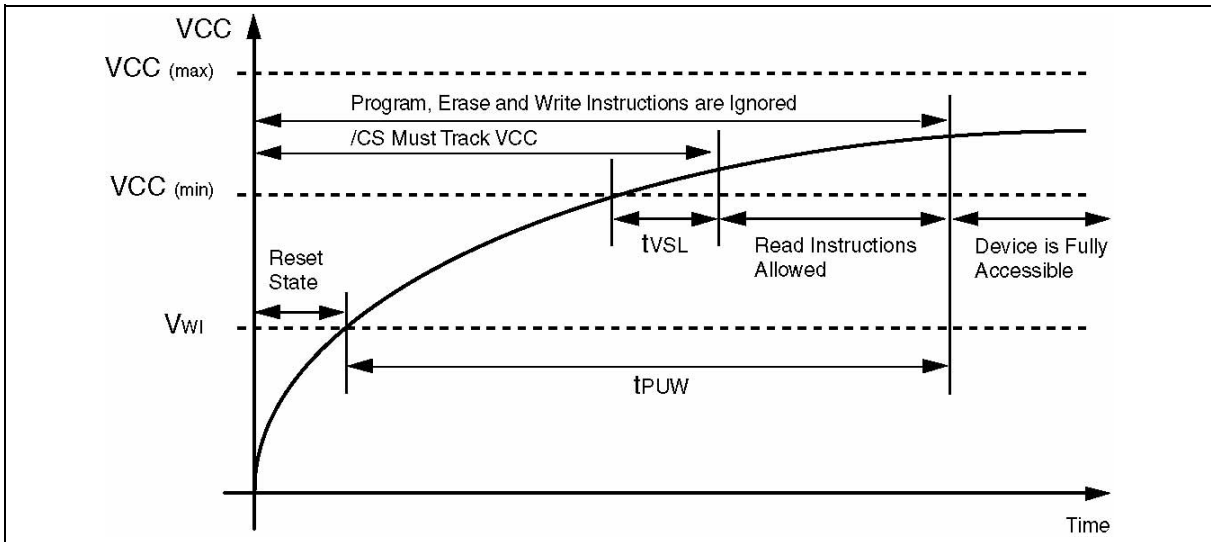 VCC
VCC (max)
Program, Erase and Write Instructions are Ignored
/CS Must Track VCC
VCC (min)
tVSL
Read Instructions
Allowed
Device is Fully
Accessible
Reset
State
VWI
tPUW
Time